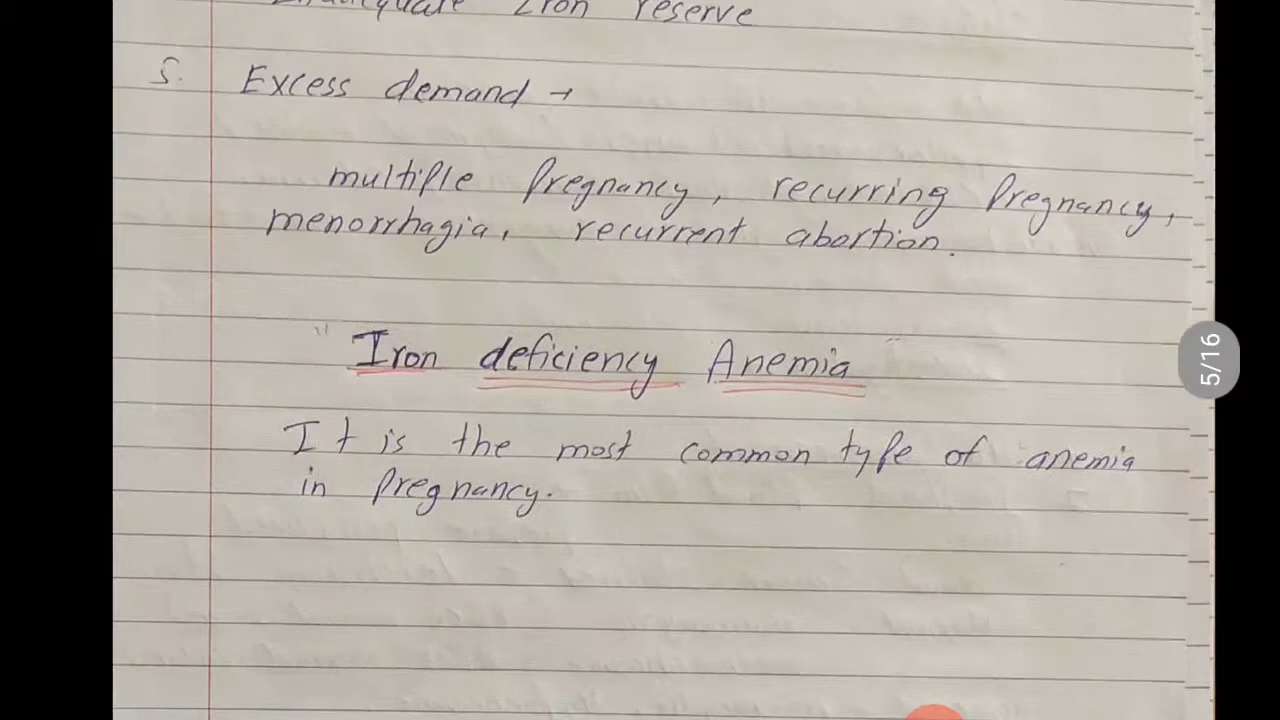 Inadequate Iron reserve
5. Excess demand →
multiple Pregnancy, recurring Pregnancy,
menorrhagia, recurrent abortion.
"Iron deficiency Anemia"
It is the most common type of anemia
in Pregnancy.
5/16